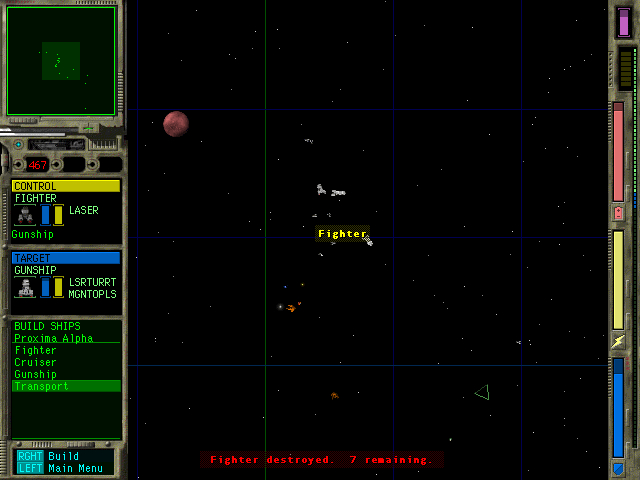 467
CONTROL
FIGHTER
LASER
Gunship
TARGET
GUNSHIP
LSRTURRT
MGNTOPLS
BUILD SHIPS
Proxima Alpha
Fighter
Cruiser
Gunship
Transport
RGHT Build
LEFT Main Menu
Fighter
Fighter destroyed. 7 remaining.